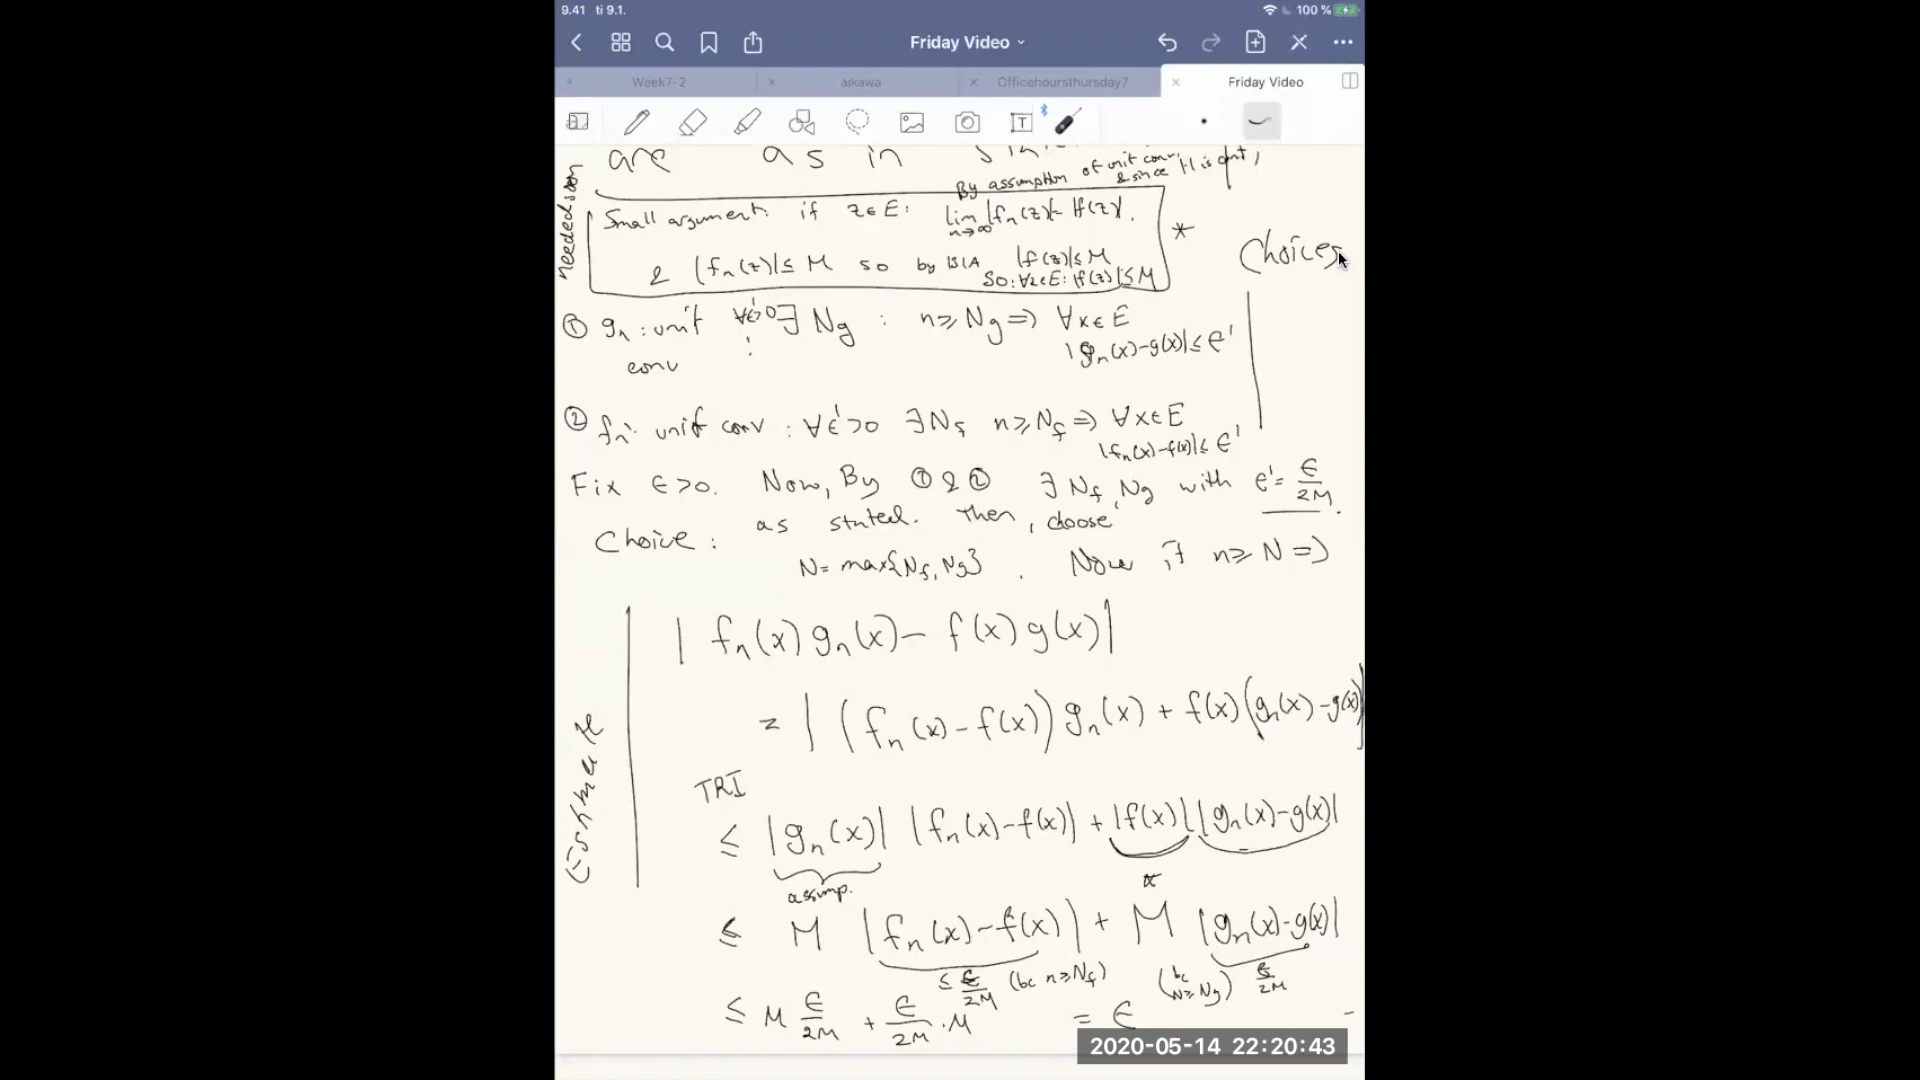 9.41 ti 9.1.
100 %
Friday Video
Week7-2
aikawa
Officehoursthursday7
Friday Video
are as in
By assumption of unif conv,
& since |·| is cont,
needed soon
Small argument: if z∈E: lim n→∞ |fn(z)|= |f(z)|.
& |fn(z)|≤ M so by BIA |f(z)|≤M
So: ∀z∈E: |f(z)|≤M
*
Choices
① gn: unif conv : ∀ε'>0 ∃ Ng : n≥Ng ⇒ ∀x∈E
|gn(x)-g(x)|≤ε'
② fn: unif conv : ∀ε'>0 ∃Nf n≥Nf ⇒ ∀x∈E
|fn(x)-f(x)|≤ε'
Fix ε>0. Now, By ① & ② ∃ Nf, Ng with ε'= ε/2M.
as stated. Then, choose
Choice:
N= max{Nf, Ng}. Now if n≥N ⇒
Estimate
| fn(x) gn(x) − f(x) g(x) |
= | (fn(x) − f(x)) gn(x) + f(x)(gn(x) − g(x)) |
TRI
≤ |gn(x)| |fn(x)−f(x)| + |f(x)| |gn(x)−g(x)|
assump. *
≤ M |fn(x)−f(x)| + M |gn(x)−g(x)|
≤ ε/2M (bc n≥Nf) (bc n≥Ng) ε/2M
≤ M ε/2M + ε/2M · M = ε
2020-05-14 22:20:43